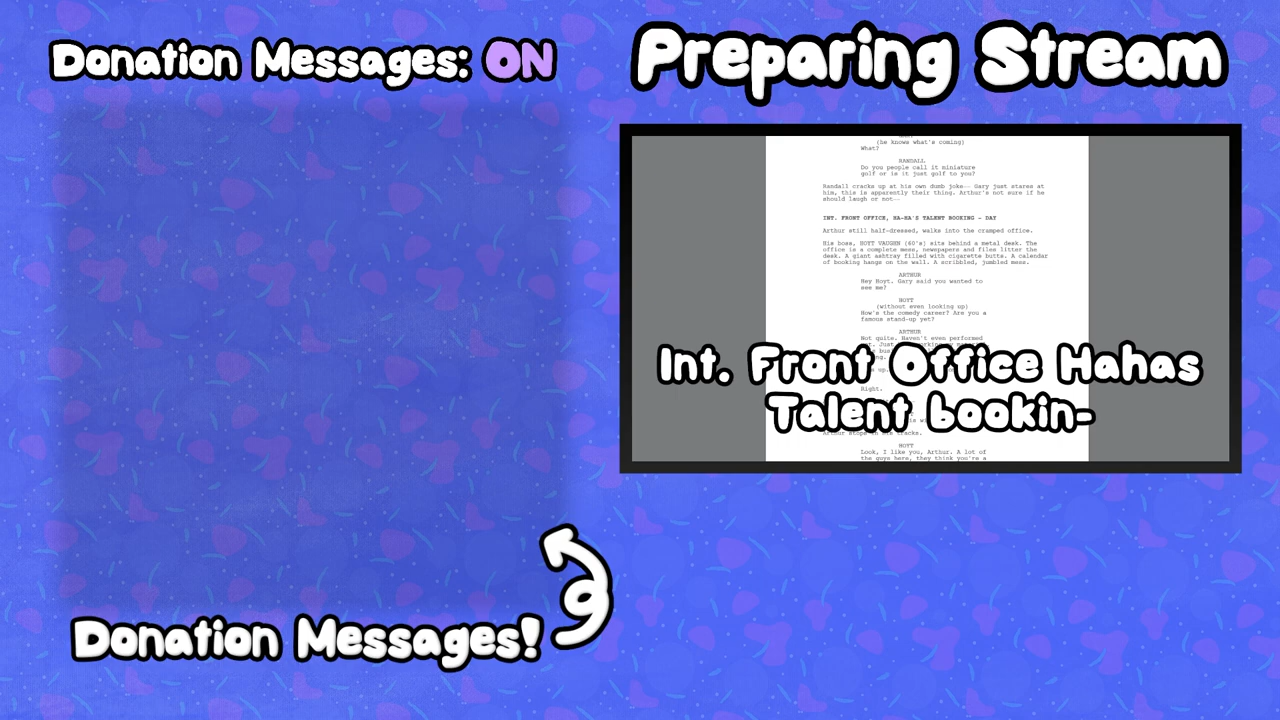 Donation Messages: ON
Preparing Stream
(he knows what's coming)
What?
RANDALL
Do you people call it miniature
golf or is it just golf to you?
Randall cracks up at his own dumb joke-- Gary just stares at
him, this is apparently their thing. Arthur's not sure if he
should laugh or not--
INT. FRONT OFFICE, HA-HA'S TALENT BOOKING - DAY
Arthur still half-dressed, walks into the cramped office.
His boss, HOYT VAUGHN (60's) sits behind a metal desk. The
office is a complete mess, newspapers and files litter the
desk. A giant ashtray filled with cigarette butts. A calendar
of booking hangs on the wall. A scribbled, jumbled mess.
ARTHUR
Hey Hoyt. Gary said you wanted to
see me?
HOYT
(without even looking up)
How's the comedy career? Are you a
famous stand-up yet?
ARTHUR
Not quite. Haven't even performed
Int. Front Office Hahas
Talent bookin-
Right.
HOYT
Look, I like you, Arthur. A lot of
the guys here, they think you're a
Donation Messages!